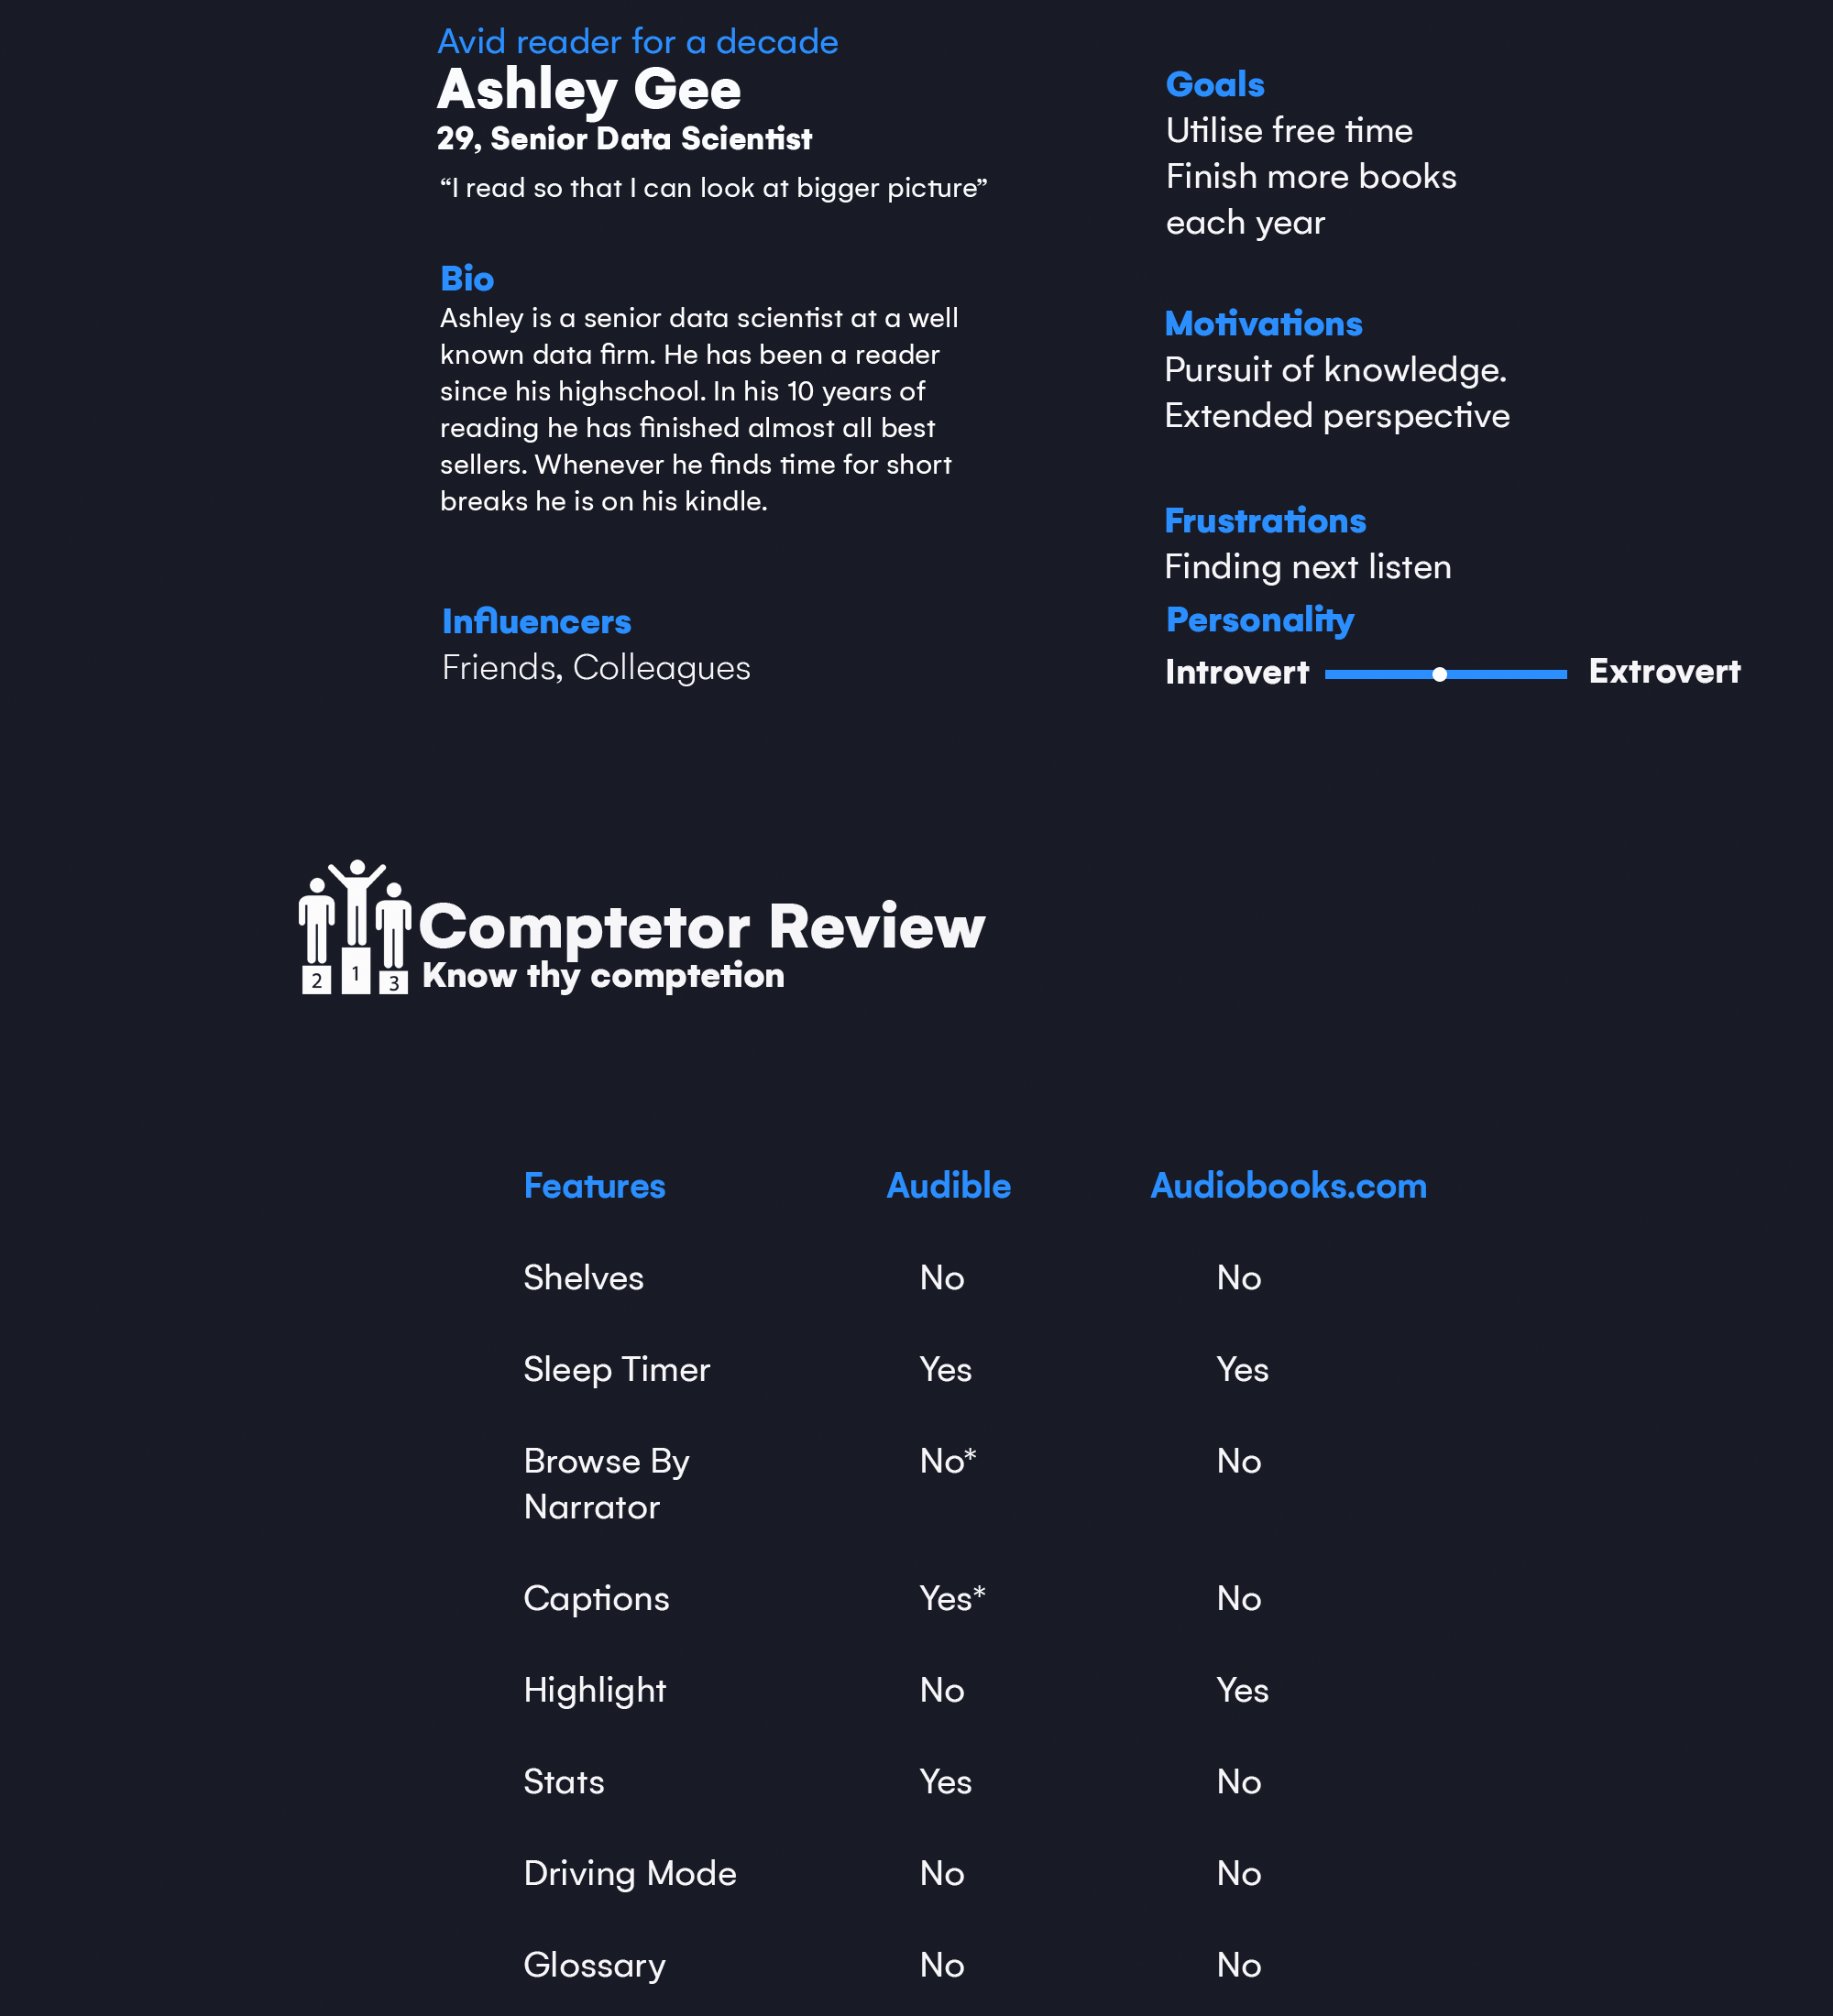 Avid reader for a decade
Ashley Gee
29, Senior Data Scientist
“I read so that I can look at bigger picture”
Bio
Ashley is a senior data scientist at a well
known data firm. He has been a reader
since his highschool. In his 10 years of
reading he has finished almost all best
sellers. Whenever he finds time for short
breaks he is on his kindle.
Influencers
Friends, Colleagues
Goals
Utilise free time
Finish more books
each year
Motivations
Pursuit of knowledge.
Extended perspective
Frustrations
Finding next listen
Personality
Introvert Extrovert
2 1 3
Comptetor Review
Know thy comptetion
Features Audible Audiobooks.com
Shelves No No
Sleep Timer Yes Yes
Browse By No* No
Narrator
Captions Yes* No
Highlight No Yes
Stats Yes No
Driving Mode No No
Glossary No No